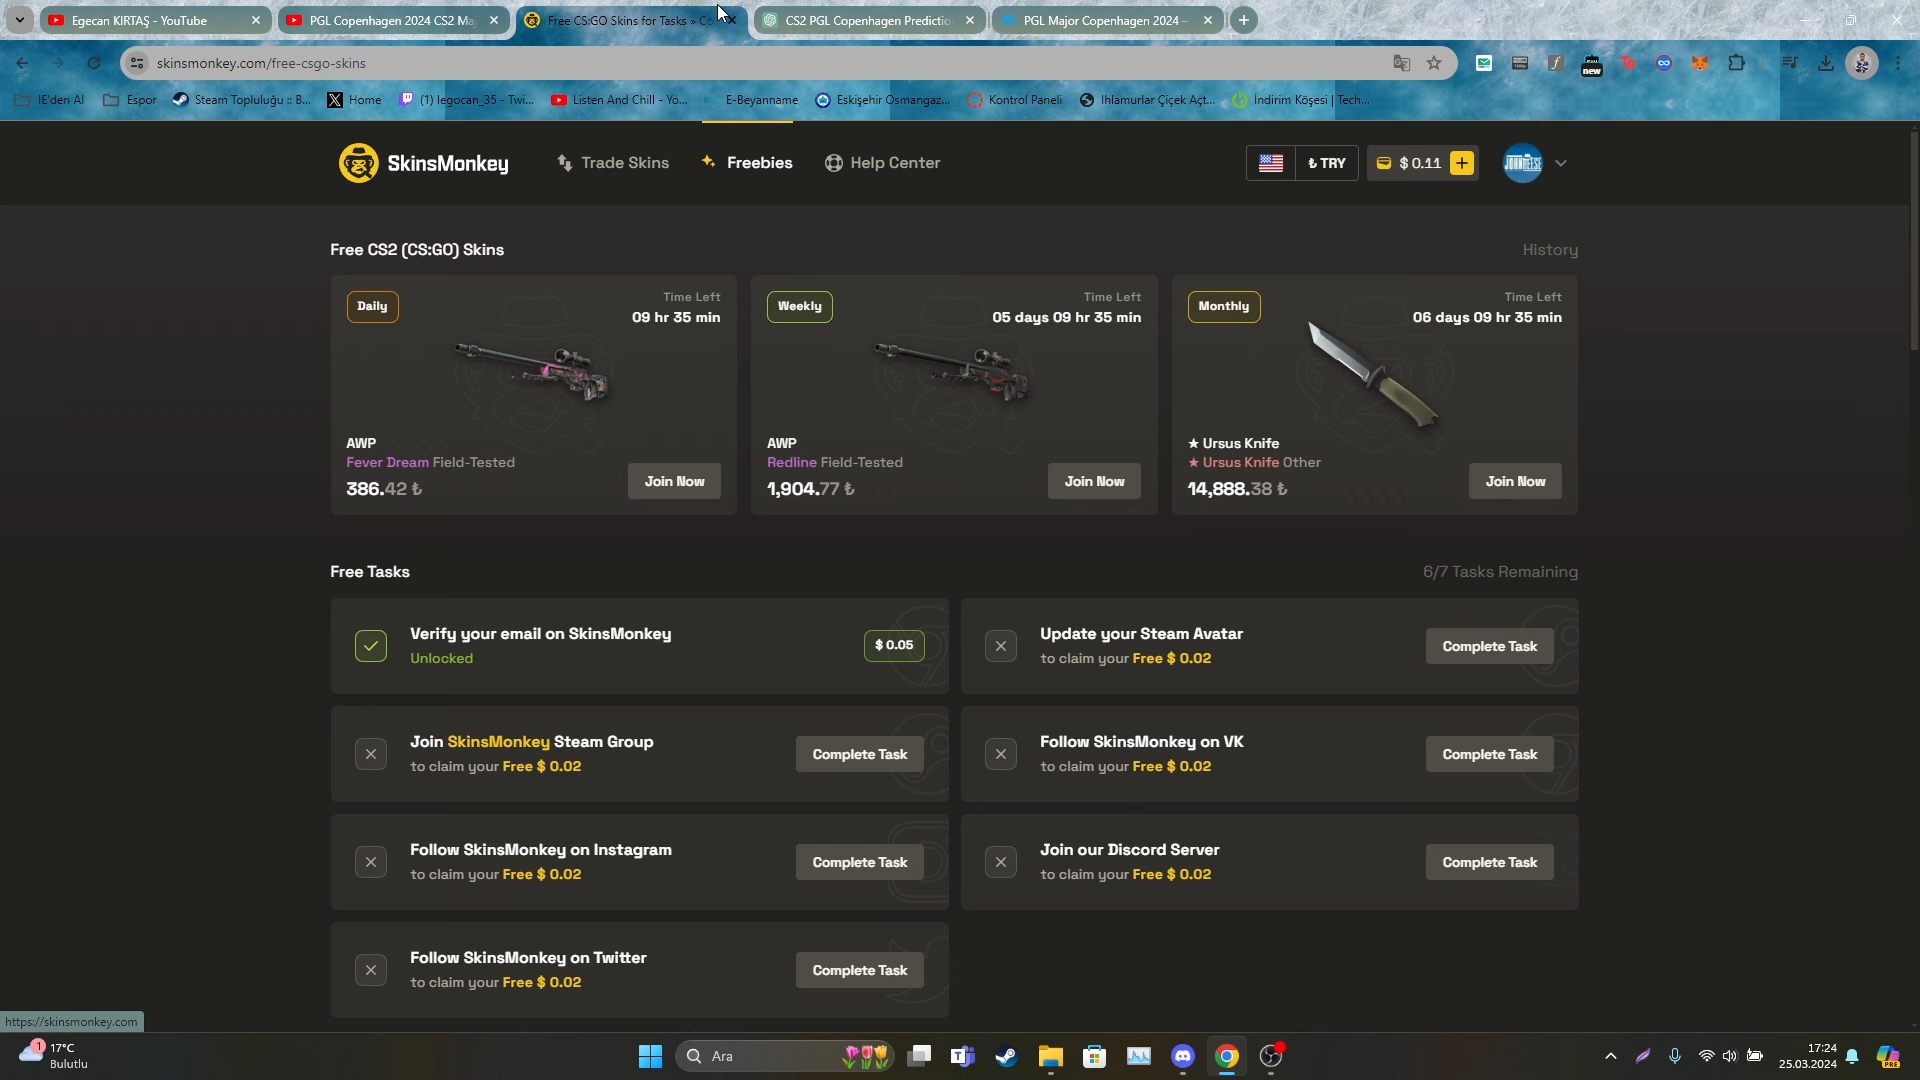 Egecan KIRTAŞ - YouTube
PGL Copenhagen 2024 CS2 Ma
Free CS:GO Skins for Tasks » Co
CS2 PGL Copenhagen Predictio
PGL Major Copenhagen 2024 –
skinsmonkey.com/free-csgo-skins
new
IE'den Al
Espor
Steam Topluluğu :: B...
Home
(1) legocan_35 - Twi...
Listen And Chill - Yo...
E-Beyanname
Eskişehir Osmangaz...
Kontrol Paneli
Ihlamurlar Çiçek Açt...
İndirim Köşesi | Tech...
SkinsMonkey
Trade Skins
Freebies
Help Center
₺ TRY
$ 0.11
JOHNREESE
Free CS2 (CS:GO) Skins
History
Daily
Time Left
09 hr 35 min
AWP
Fever Dream Field-Tested
386.42 ₺
Join Now
Weekly
Time Left
05 days 09 hr 35 min
AWP
Redline Field-Tested
1,904.77 ₺
Join Now
Monthly
Time Left
06 days 09 hr 35 min
★ Ursus Knife
★ Ursus Knife Other
14,888.38 ₺
Join Now
Free Tasks
6/7 Tasks Remaining
Verify your email on SkinsMonkey
Unlocked
$ 0.05
Update your Steam Avatar
to claim your Free $ 0.02
Complete Task
Join SkinsMonkey Steam Group
to claim your Free $ 0.02
Complete Task
Follow SkinsMonkey on VK
to claim your Free $ 0.02
Complete Task
Follow SkinsMonkey on Instagram
to claim your Free $ 0.02
Complete Task
Join our Discord Server
to claim your Free $ 0.02
Complete Task
Follow SkinsMonkey on Twitter
to claim your Free $ 0.02
Complete Task
https://skinsmonkey.com
1
17°C
Bulutlu
Ara
17:24
25.03.2024
PRE